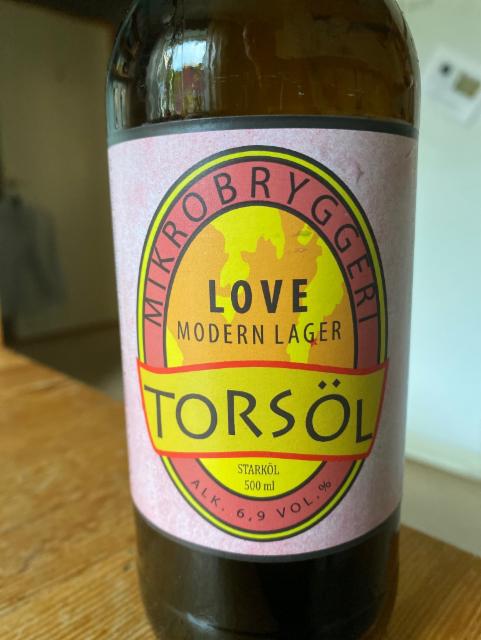 MIKROBRYGGERI
LOVE
MODERN LAGER
TORSÖL
STARKÖL
500 ml
ALK. 6,9 VOL.%